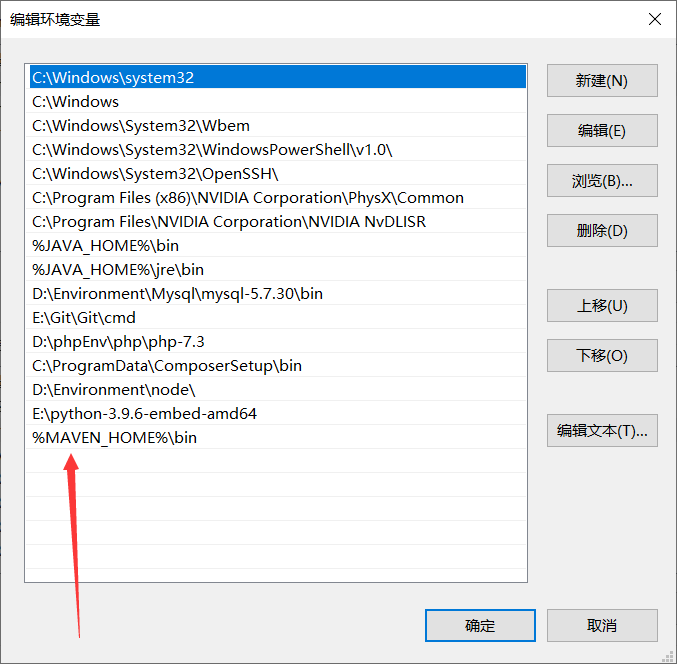 编辑环境变量
C:\Windows\system32
C:\Windows
C:\Windows\System32\Wbem
C:\Windows\System32\WindowsPowerShell\v1.0\
C:\Windows\System32\OpenSSH\
C:\Program Files (x86)\NVIDIA Corporation\PhysX\Common
C:\Program Files\NVIDIA Corporation\NVIDIA NvDLISR
%JAVA_HOME%\bin
%JAVA_HOME%\jre\bin
D:\Environment\Mysql\mysql-5.7.30\bin
E:\Git\Git\cmd
D:\phpEnv\php\php-7.3
C:\ProgramData\ComposerSetup\bin
D:\Environment\node\
E:\python-3.9.6-embed-amd64
%MAVEN_HOME%\bin
新建(N)
编辑(E)
浏览(B)...
删除(D)
上移(U)
下移(O)
编辑文本(T)...
确定
取消